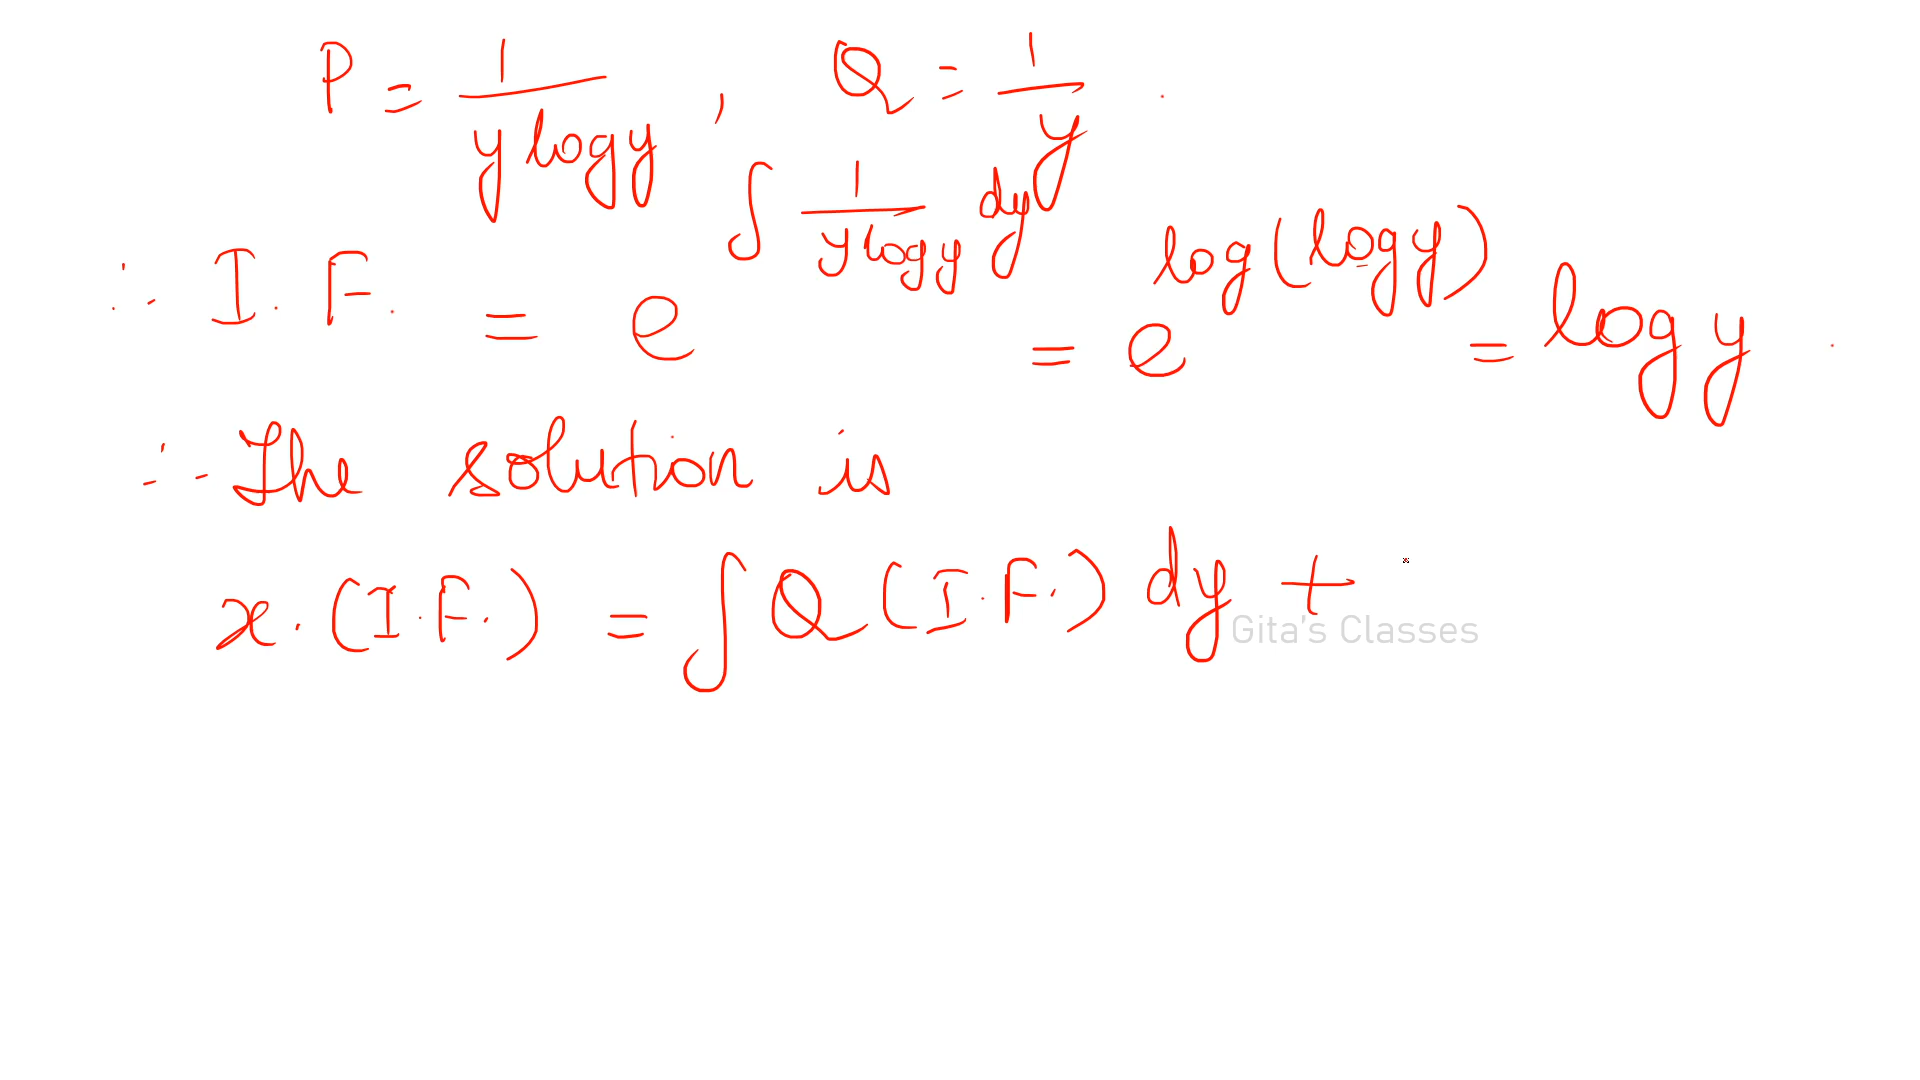 P = 1/(y log y) , Q = 1/y .
∴ I.F. = e^(∫ 1/(y log y) dy) = e^(log(log y)) = log y .
∴ The solution is
x.(I.F.) = ∫ Q (I.F.) dy +
Gita's Classes